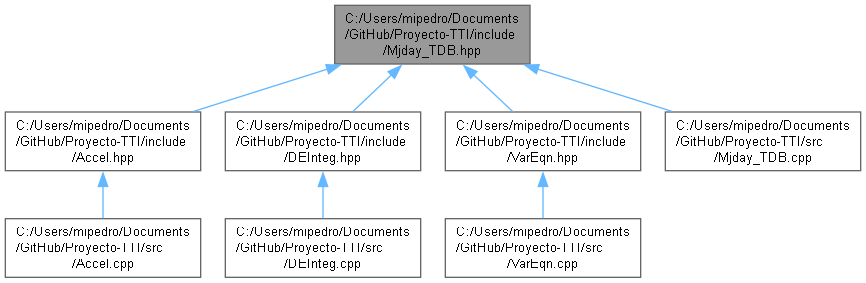 C:/Users/mipedro/Documents
/GitHub/Proyecto-TTI/include
/Mjday_TDB.hpp
C:/Users/mipedro/Documents
/GitHub/Proyecto-TTI/include
/Accel.hpp
C:/Users/mipedro/Documents
/GitHub/Proyecto-TTI/include
/DEInteg.hpp
C:/Users/mipedro/Documents
/GitHub/Proyecto-TTI/include
/VarEqn.hpp
C:/Users/mipedro/Documents
/GitHub/Proyecto-TTI/src
/Mjday_TDB.cpp
C:/Users/mipedro/Documents
/GitHub/Proyecto-TTI/src
/Accel.cpp
C:/Users/mipedro/Documents
/GitHub/Proyecto-TTI/src
/DEInteg.cpp
C:/Users/mipedro/Documents
/GitHub/Proyecto-TTI/src
/VarEqn.cpp